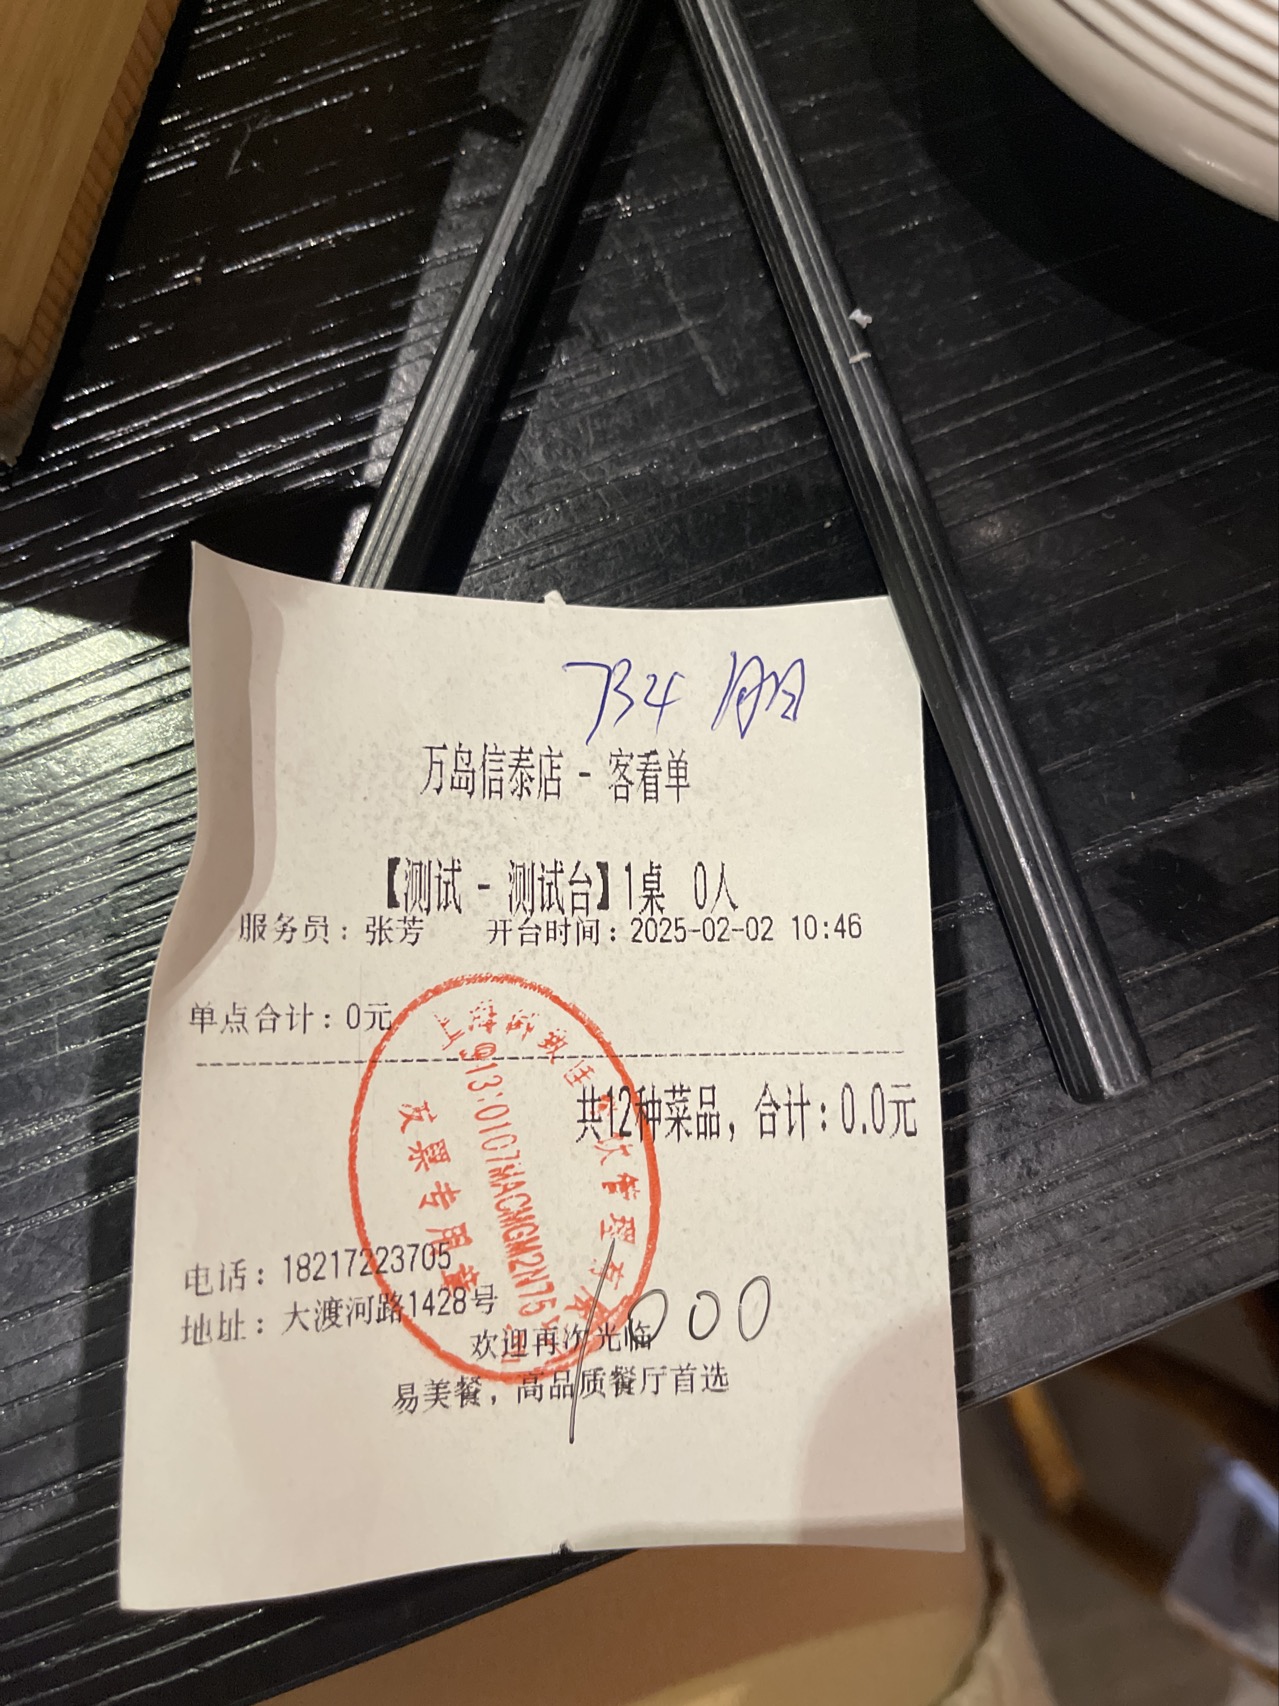 万岛信泰店 - 客看单
【测试 - 测试台】1桌 0人
服务员：张芳 开台时间：2025-02-02 10:46
单点合计：0元
共12种菜品，合计：0.0元
发票专用章
电话：18217223705
地址：大渡河路1428号
1000
欢迎再次光临
易美餐，高品质餐厅首选